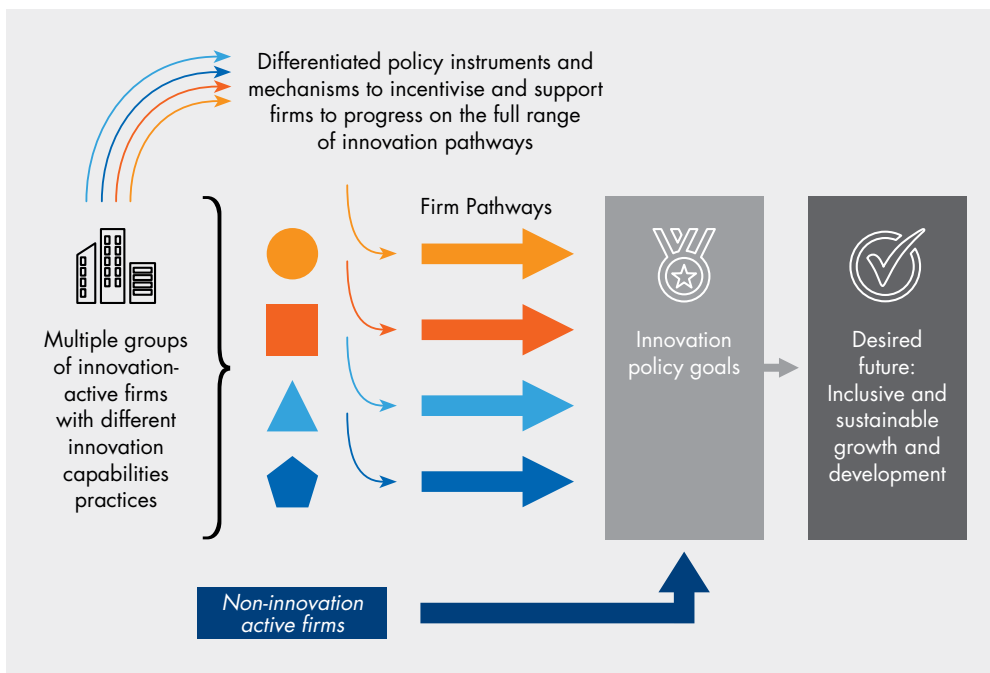 Differentiated policy instruments and
mechanisms to incentivise and support
firms to progress on the full range
of innovation pathways
Firm Pathways
Multiple groups
of innovation-
active firms
with different
innovation
capabilities
practices
Innovation
policy goals
Desired
future:
Inclusive and
sustainable
growth and
development
Non-innovation
active firms